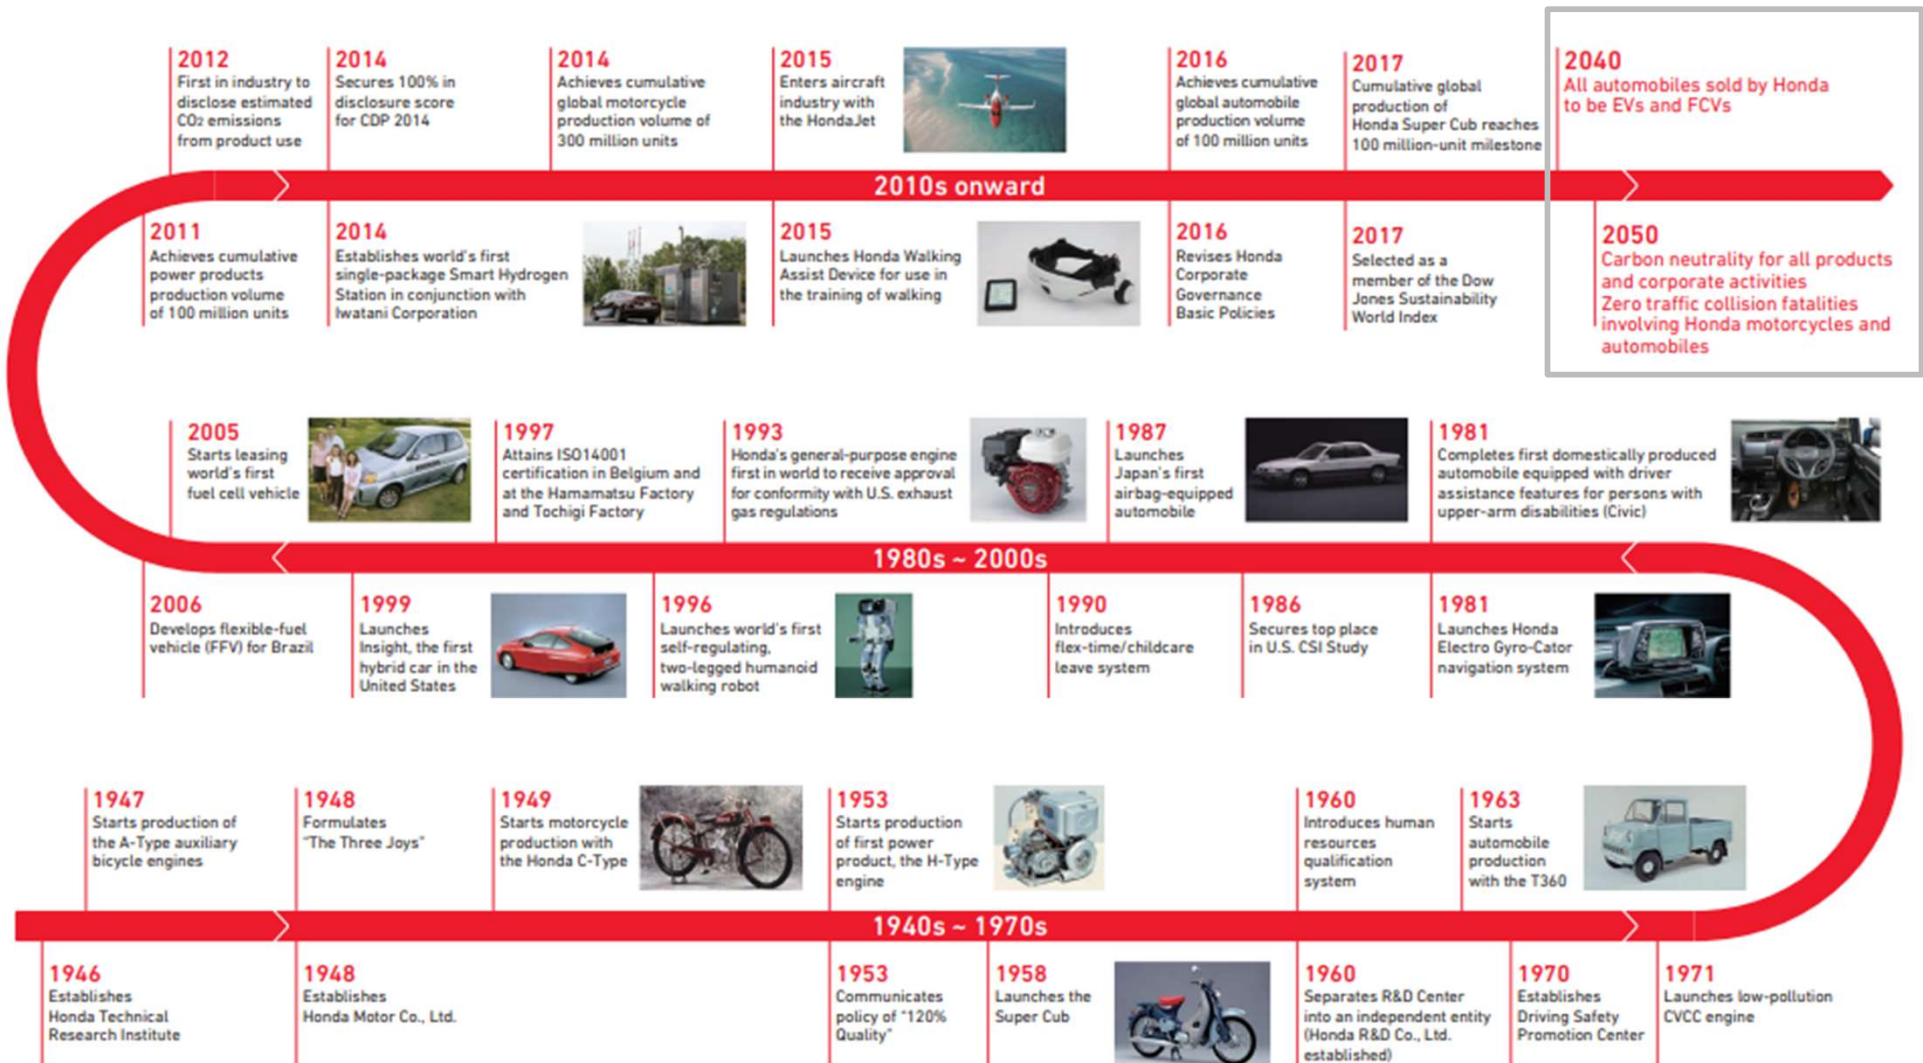 2012
First in industry to
disclose estimated
CO2 emissions
from product use
2014
Secures 100% in
disclosure score
for CDP 2014
2014
Achieves cumulative
global motorcycle
production volume of
300 million units
2015
Enters aircraft
industry with
the HondaJet
2016
Achieves cumulative
global automobile
production volume
of 100 million units
2017
Cumulative global
production of
Honda Super Cub reaches
100 million-unit milestone
2040
All automobiles sold by Honda
to be EVs and FCVs
2010s onward
2011
Achieves cumulative
power products
production volume
of 100 million units
2014
Establishes world's first
single-package Smart Hydrogen
Station in conjunction with
Iwatani Corporation
2015
Launches Honda Walking
Assist Device for use in
the training of walking
2016
Revises Honda
Corporate
Governance
Basic Policies
2017
Selected as a
member of the Dow
Jones Sustainability
World Index
2050
Carbon neutrality for all products
and corporate activities
Zero traffic collision fatalities
involving Honda motorcycles and
automobiles
2005
Starts leasing
world's first
fuel cell vehicle
1997
Attains ISO14001
certification in Belgium and
at the Hamamatsu Factory
and Tochigi Factory
1993
Honda's general-purpose engine
first in world to receive approval
for conformity with U.S. exhaust
gas regulations
1987
Launches
Japan's first
airbag-equipped
automobile
1981
Completes first domestically produced
automobile equipped with driver
assistance features for persons with
upper-arm disabilities (Civic)
1980s ~ 2000s
2006
Develops flexible-fuel
vehicle (FFV) for Brazil
1999
Launches
Insight, the first
hybrid car in the
United States
1996
Launches world's first
self-regulating,
two-legged humanoid
walking robot
1990
Introduces
flex-time/childcare
leave system
1986
Secures top place
in U.S. CSI Study
1981
Launches Honda
Electro Gyro-Cator
navigation system
1947
Starts production of
the A-Type auxiliary
bicycle engines
1948
Formulates
"The Three Joys"
1949
Starts motorcycle
production with
the Honda C-Type
1953
Starts production
of first power
product, the H-Type
engine
1960
Introduces human
resources
qualification
system
1963
Starts
automobile
production
with the T360
1940s ~ 1970s
1946
Establishes
Honda Technical
Research Institute
1948
Establishes
Honda Motor Co., Ltd.
1953
Communicates
policy of "120%
Quality"
1958
Launches the
Super Cub
1960
Separates R&D Center
into an independent entity
(Honda R&D Co., Ltd.
established)
1970
Establishes
Driving Safety
Promotion Center
1971
Launches low-pollution
CVCC engine